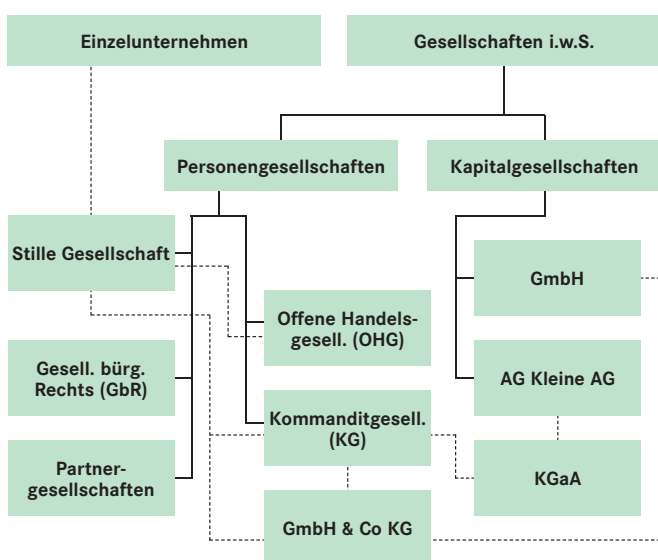 Einzelunternehmen
Gesellschaften i.w.S.
Personengesellschaften
Kapitalgesellschaften
Stille Gesellschaft
GmbH
Offene Handels-
gesell. (OHG)
Gesell. bürg.
Rechts (GbR)
AG Kleine AG
Kommanditgesell.
(KG)
Partner-
gesellschaften
KGaA
GmbH & Co KG